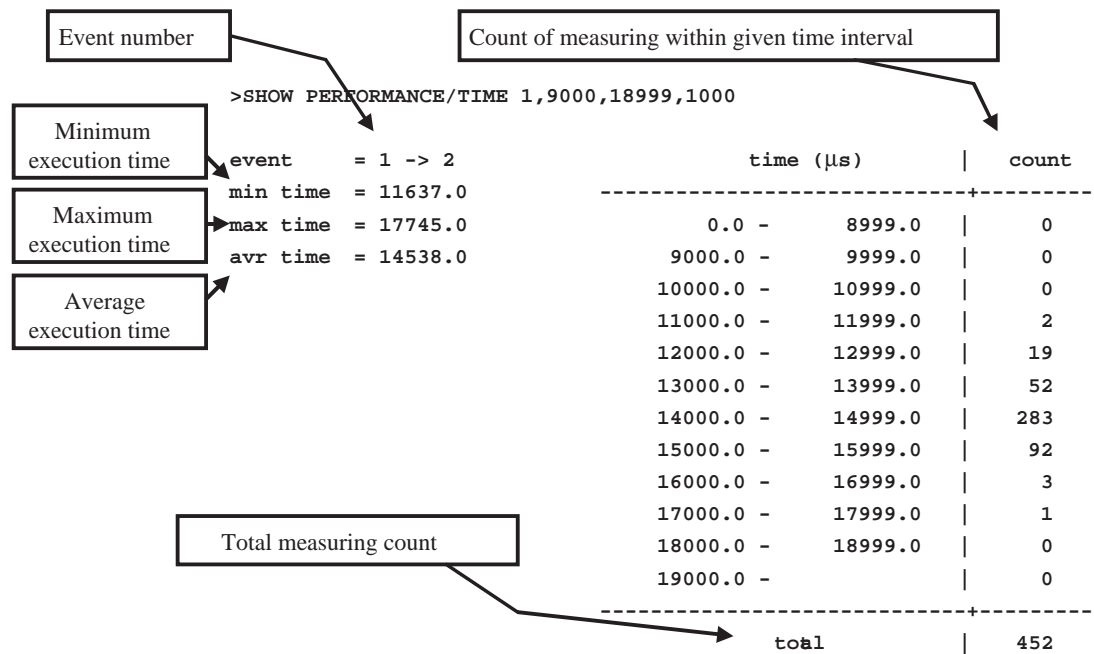 Event number
Count of measuring within given time interval
>SHOW PERFORMANCE/TIME 1,9000,18999,1000
Minimum
execution time
Maximum
execution time
Average
execution time
event = 1 -> 2
min time = 11637.0
max time = 17745.0
avr time = 14538.0
time (µs) | count
---------------------------------+---------
0.0 - 8999.0 | 0
9000.0 - 9999.0 | 0
10000.0 - 10999.0 | 0
11000.0 - 11999.0 | 2
12000.0 - 12999.0 | 19
13000.0 - 13999.0 | 52
14000.0 - 14999.0 | 283
15000.0 - 15999.0 | 92
16000.0 - 16999.0 | 3
17000.0 - 17999.0 | 1
18000.0 - 18999.0 | 0
19000.0 - | 0
---------------------------------+---------
total | 452
Total measuring count